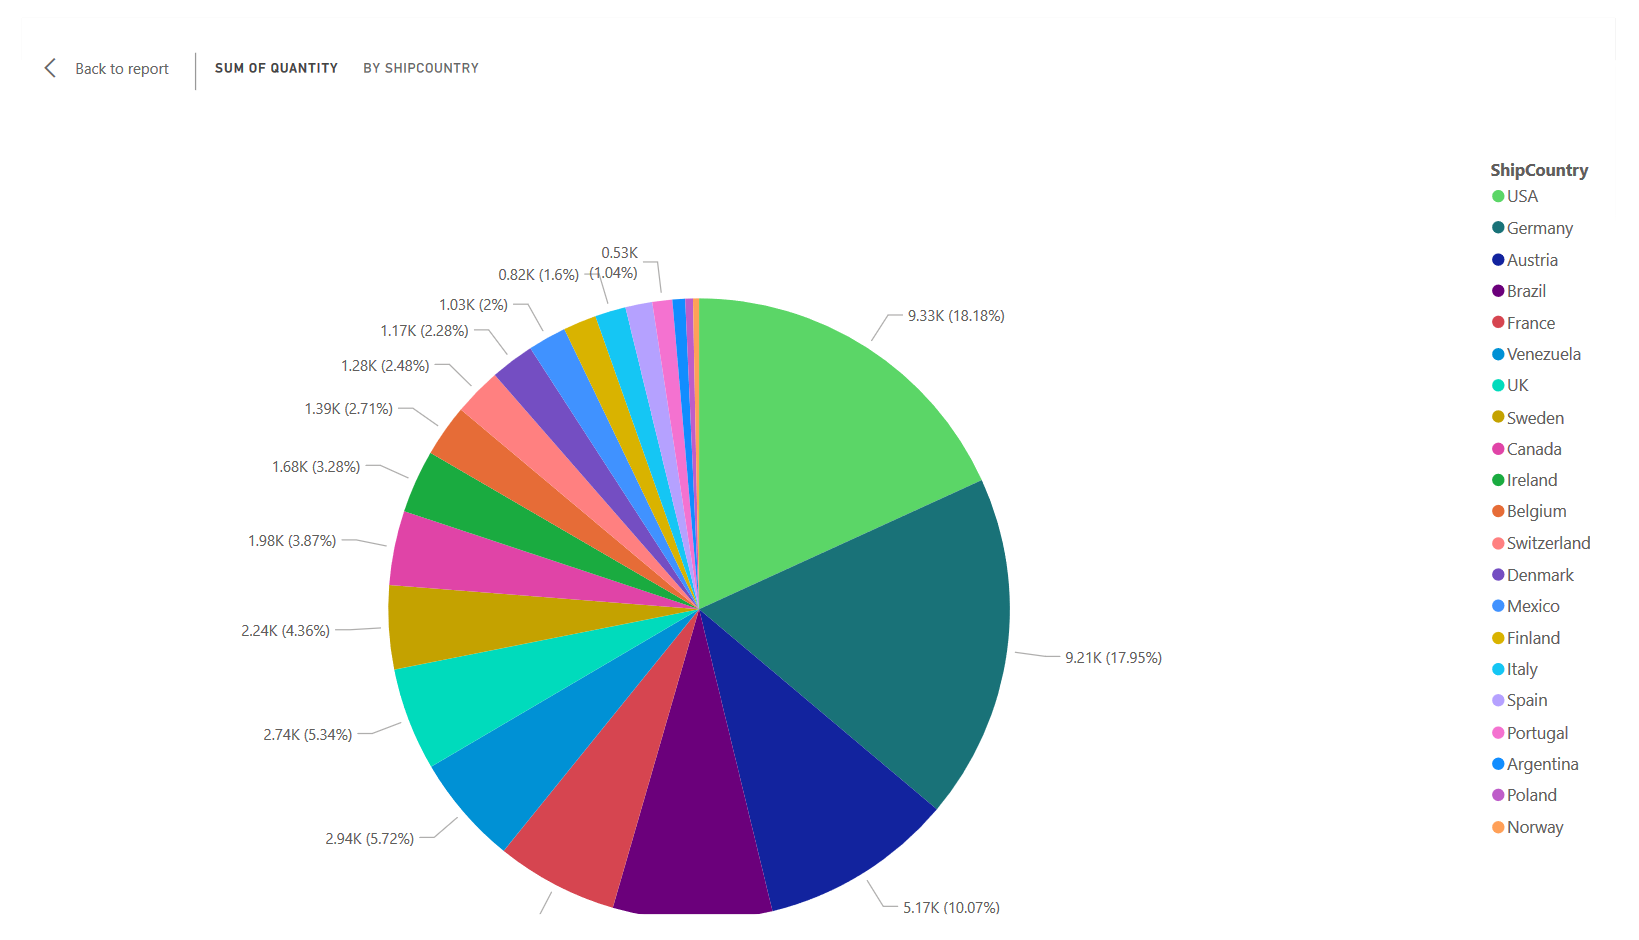 Back to report
SUM OF QUANTITY
BY SHIPCOUNTRY
0.53K
(1.04%)
0.82K (1.6%)
1.03K (2%)
1.17K (2.28%)
1.28K (2.48%)
1.39K (2.71%)
1.68K (3.28%)
1.98K (3.87%)
2.24K (4.36%)
2.74K (5.34%)
2.94K (5.72%)
9.33K (18.18%)
9.21K (17.95%)
5.17K (10.07%)
ShipCountry
USA
Germany
Austria
Brazil
France
Venezuela
UK
Sweden
Canada
Ireland
Belgium
Switzerland
Denmark
Mexico
Finland
Italy
Spain
Portugal
Argentina
Poland
Norway